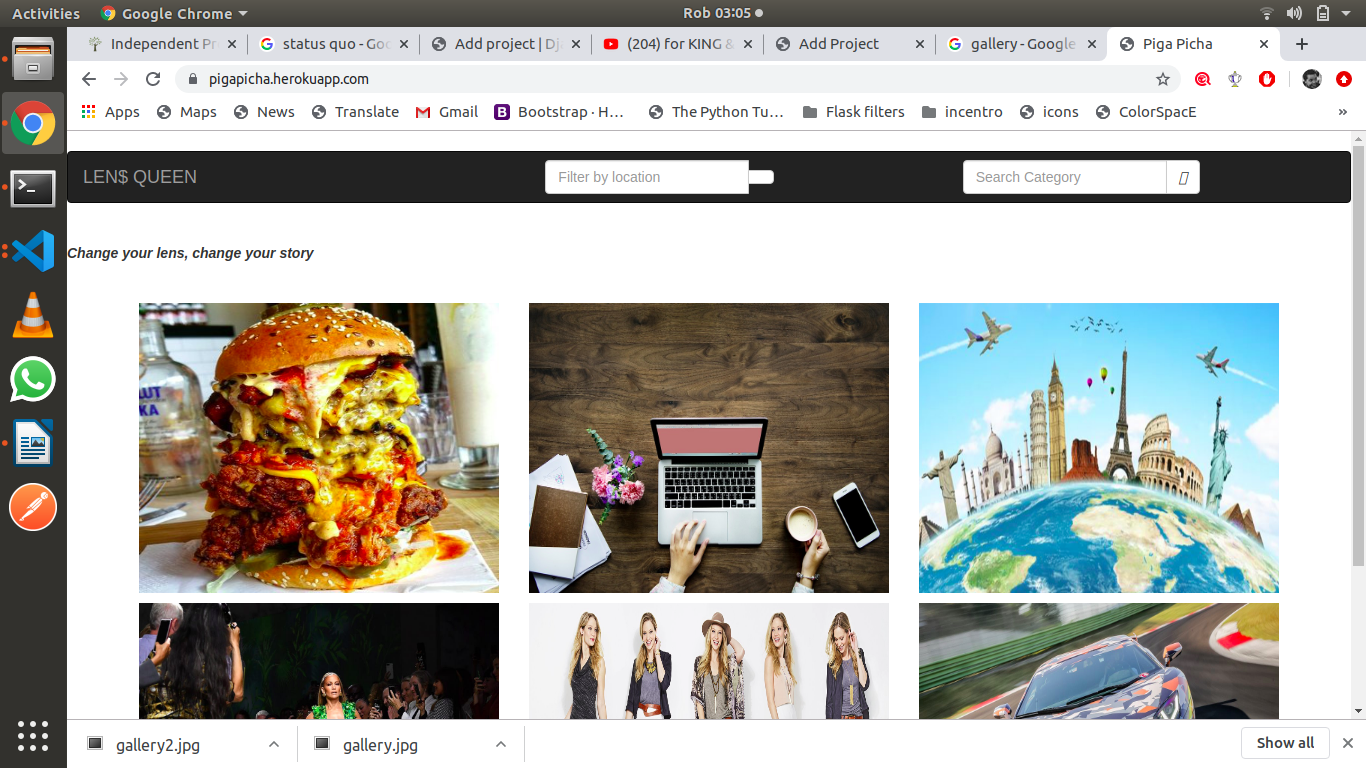 Activities Google Chrome Rob 03:05
Independent Pr status quo - Goo Add project | Dj (204) for KING & Add Project gallery - Google Piga Picha
pigapicha.herokuapp.com
Apps Maps News Translate Gmail Bootstrap · H… The Python Tu… Flask filters incentro icons ColorSpacE »
LEN$ QUEEN Filter by location Search Category
Change your lens, change your story
LUT
KA
gallery2.jpg gallery.jpg Show all